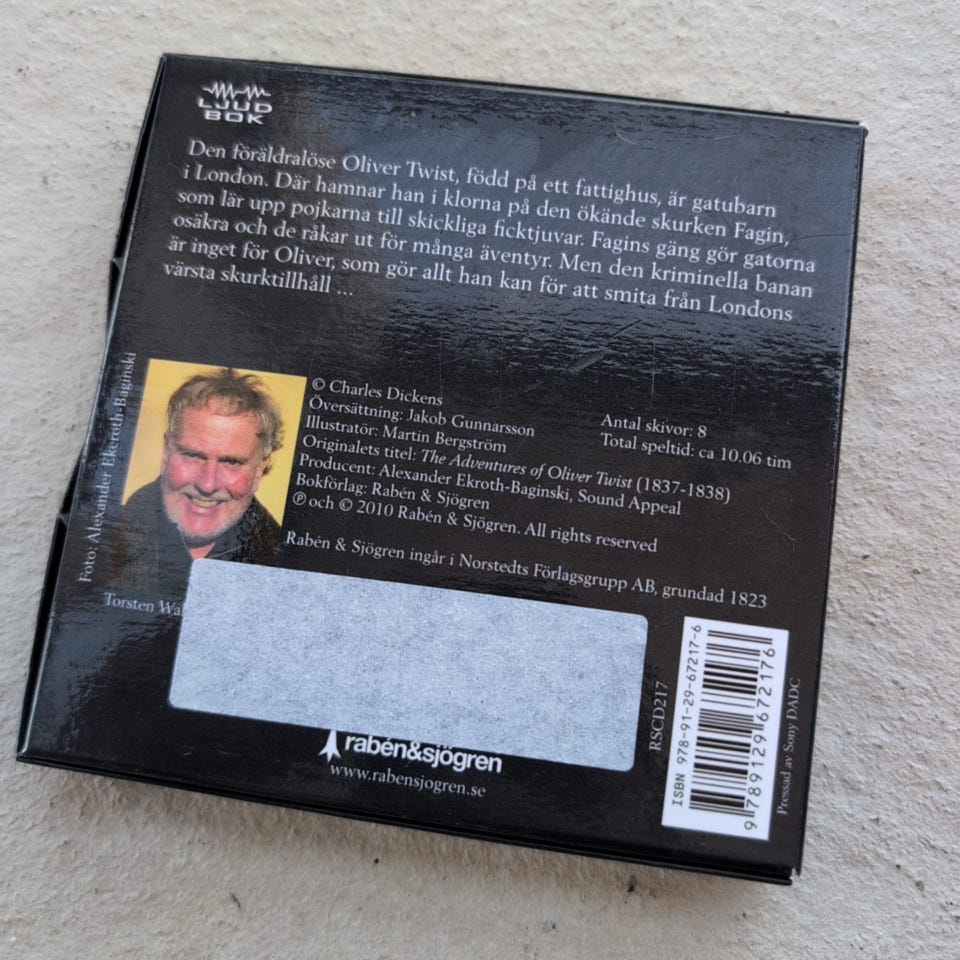 LJUD
BOK
Den föräldralöse Oliver Twist, född på ett fattighus, är gatubarn
i London. Där hamnar han i klorna på den ökände skurken Fagin,
som lär upp pojkarna till skickliga ficktjuvar. Fagins gäng gör gatorna
osäkra och de råkar ut för många äventyr. Men den kriminella banan
är inget för Oliver, som gör allt han kan för att smita från Londons
värsta skurktillhåll ...
Foto: Alexander Ekeroth-Baginski
© Charles Dickens
Översättning: Jakob Gunnarsson
Illustratör: Martin Bergström
Originalets titel: The Adventures of Oliver Twist (1837-1838)
Producent: Alexander Ekroth-Baginski, Sound Appeal
Bokförlag: Rabén & Sjögren
℗ och © 2010 Rabén & Sjögren. All rights reserved
Antal skivor: 8
Total speltid: ca 10.06 tim
Rabén & Sjögren ingår i Norstedts Förlagsgrupp AB, grundad 1823
Torsten
rabén&sjögren
www.rabensjogren.se
RSCD217
ISBN 978-91-29-67217-6
9 789129 672176
Pressad av Sony DADC